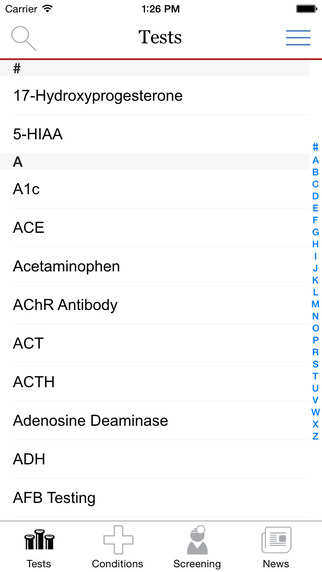 Carrier 1:26 PM
Tests
#
17-Hydroxyprogesterone
5-HIAA
A
A1c
ACE
Acetaminophen
AChR Antibody
ACT
ACTH
Adenosine Deaminase
ADH
AFB Testing
#
A
B
C
D
E
F
G
H
I
J
K
L
M
N
O
P
R
S
T
U
V
W
X
Z
Tests Conditions Screening News